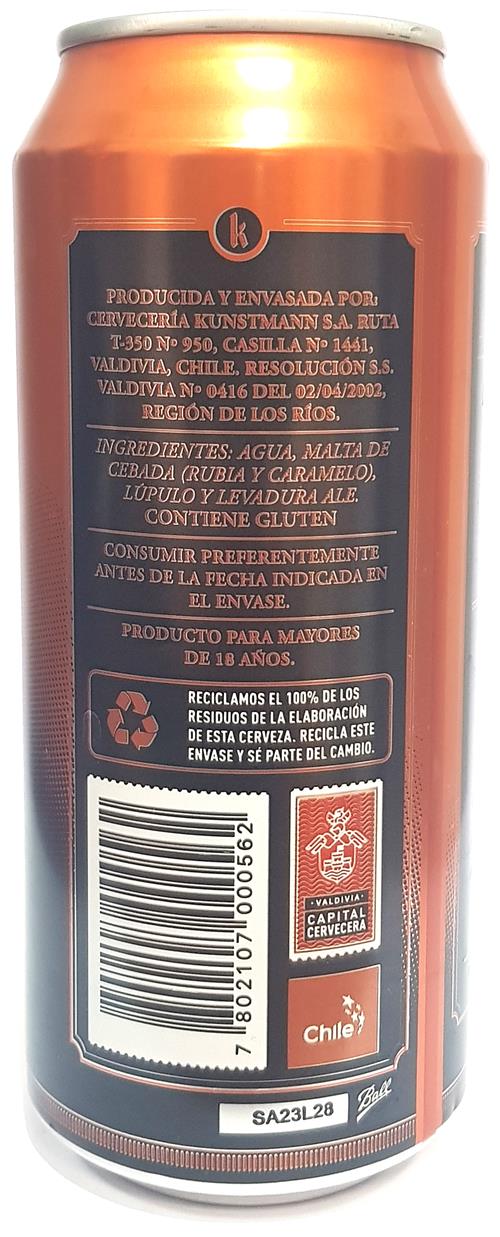 k
PRODUCIDA Y ENVASADA POR:
CERVECERÍA KUNSTMANN S.A. RUTA
T-350 Nº 950, CASILLA Nº 1441,
VALDIVIA, CHILE. RESOLUCIÓN S.S.
VALDIVIA Nº 0416 DEL 02/04/2002,
REGIÓN DE LOS RÍOS.
INGREDIENTES: AGUA, MALTA DE
CEBADA (RUBIA Y CARAMELO),
LÚPULO Y LEVADURA ALE.
CONTIENE GLUTEN
CONSUMIR PREFERENTEMENTE
ANTES DE LA FECHA INDICADA EN
EL ENVASE.
PRODUCTO PARA MAYORES
DE 18 AÑOS.
RECICLAMOS EL 100% DE LOS
RESIDUOS DE LA ELABORACIÓN
DE ESTA CERVEZA. RECICLA ESTE
ENVASE Y SÉ PARTE DEL CAMBIO.
7 802107 000562
· VALDIVIA ·
CAPITAL
CERVECERA
Chile
SA23L28
Ball